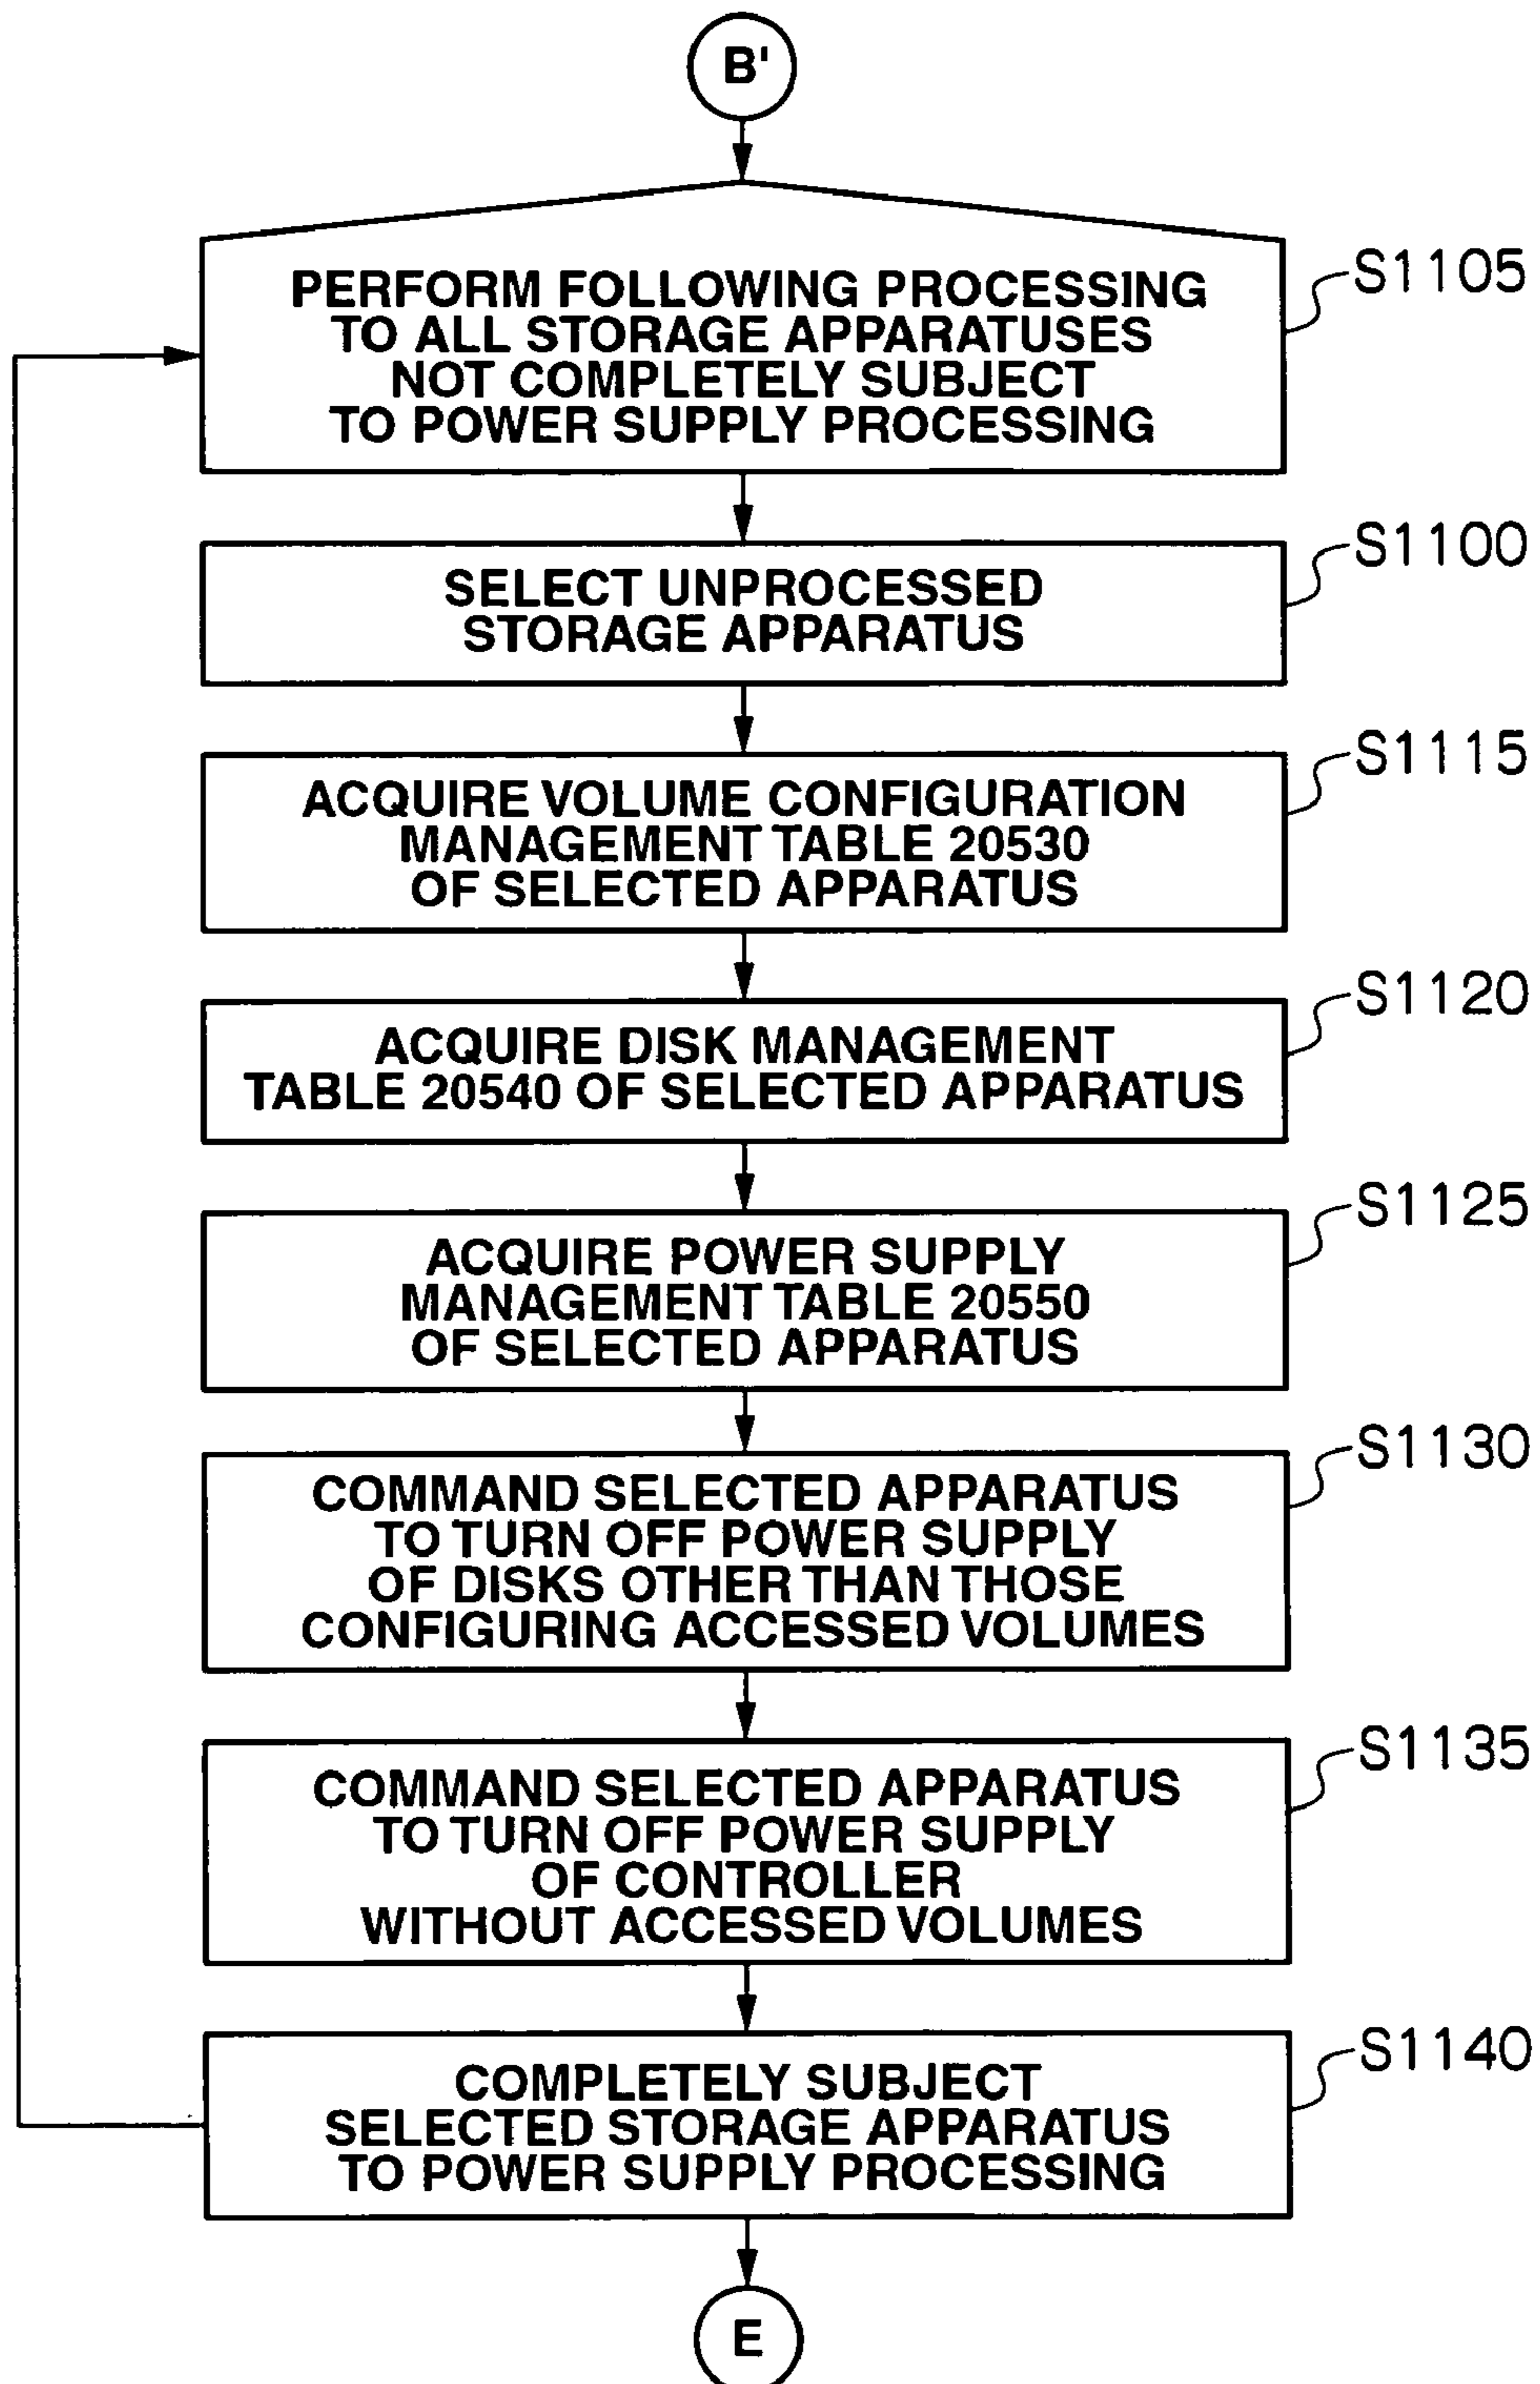 B'
PERFORM FOLLOWING PROCESSING
TO ALL STORAGE APPARATUSES
NOT COMPLETELY SUBJECT
TO POWER SUPPLY PROCESSING
S1105
SELECT UNPROCESSED
STORAGE APPARATUS
S1100
ACQUIRE VOLUME CONFIGURATION
MANAGEMENT TABLE 20530
OF SELECTED APPARATUS
S1115
ACQUIRE DISK MANAGEMENT
TABLE 20540 OF SELECTED APPARATUS
S1120
ACQUIRE POWER SUPPLY
MANAGEMENT TABLE 20550
OF SELECTED APPARATUS
S1125
COMMAND SELECTED APPARATUS
TO TURN OFF POWER SUPPLY
OF DISKS OTHER THAN THOSE
CONFIGURING ACCESSED VOLUMES
S1130
COMMAND SELECTED APPARATUS
TO TURN OFF POWER SUPPLY
OF CONTROLLER
WITHOUT ACCESSED VOLUMES
S1135
COMPLETELY SUBJECT
SELECTED STORAGE APPARATUS
TO POWER SUPPLY PROCESSING
S1140
E